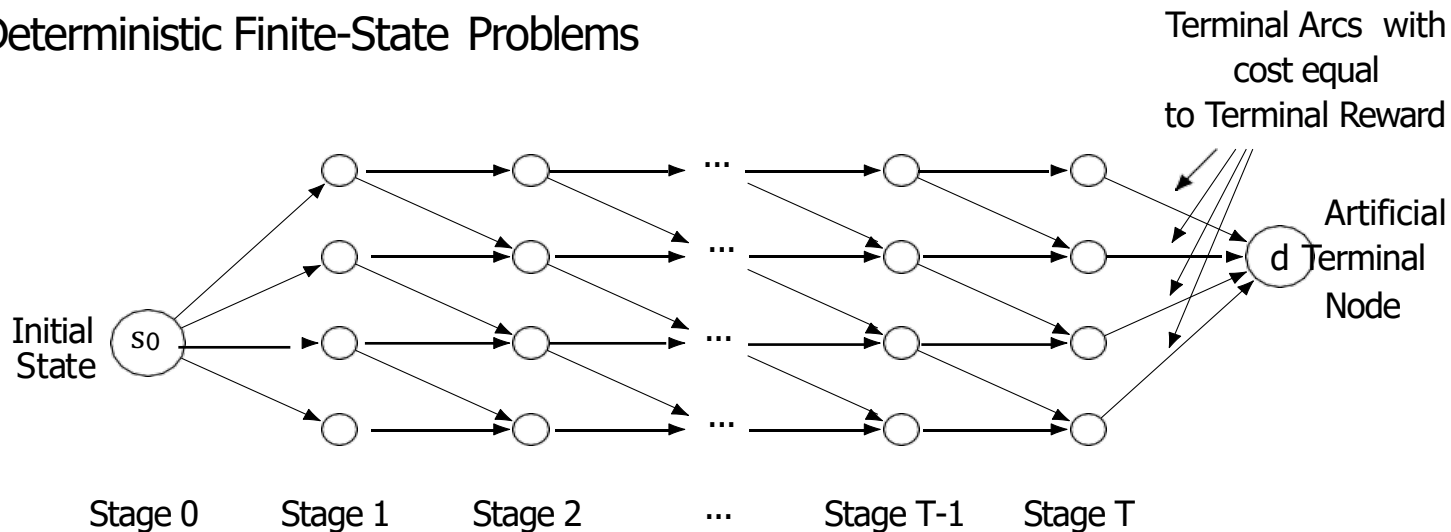 Deterministic Finite-State Problems
Terminal Arcs with
cost equal
to Terminal Reward
...
Artificial
...
d Terminal
Node
Initial
State
s0
...
...
Stage 0 Stage 1 Stage 2 ... Stage T-1 Stage T